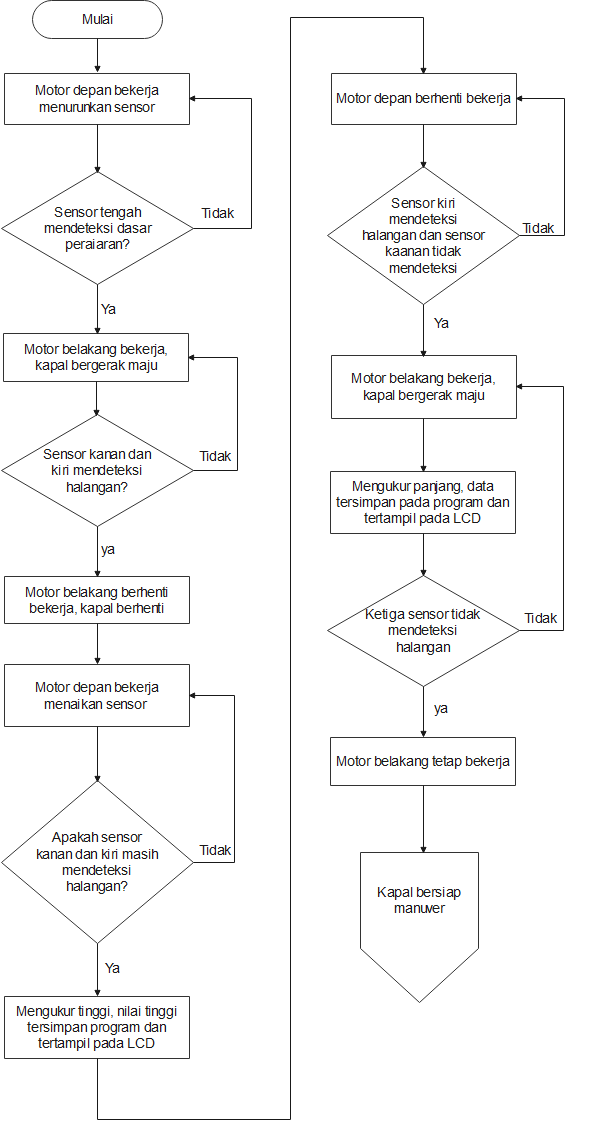 Mulai
Motor depan bekerja
menurunkan sensor
Sensor tengah
mendeteksi dasar
peraiaran?
Tidak
Ya
Motor belakang bekerja,
kapal bergerak maju
Sensor kanan dan
kiri mendeteksi
halangan?
Tidak
ya
Motor belakang berhenti
bekerja, kapal berhenti
Motor depan bekerja
menaikan sensor
Apakah sensor
kanan dan kiri masih
mendeteksi
halangan?
Tidak
Ya
Mengukur tinggi, nilai tinggi
tersimpan program dan
tertampil pada LCD
Motor depan berhenti bekerja
Sensor kiri
mendeteksi
halangan dan sensor
kaanan tidak
mendeteksi
Tidak
Ya
Motor belakang bekerja,
kapal bergerak maju
Mengukur panjang, data
tersimpan pada program dan
tertampil pada LCD
Ketiga sensor tidak
mendeteksi
halangan
Tidak
ya
Motor belakang tetap bekerja
Kapal bersiap
manuver